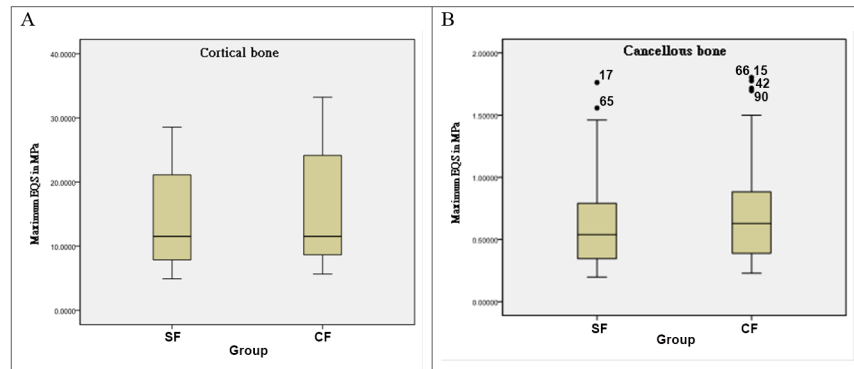 A
Cortical bone
Maximum EQS in MPa
40.0000
30.0000
20.0000
10.0000
0.0000
SF CF
Group
B
Cancellous bone
Maximum EQS in MPa
2.00000
1.50000
1.00000
0.50000
0.00000
17
65
66 15
42
90
SF CF
Group